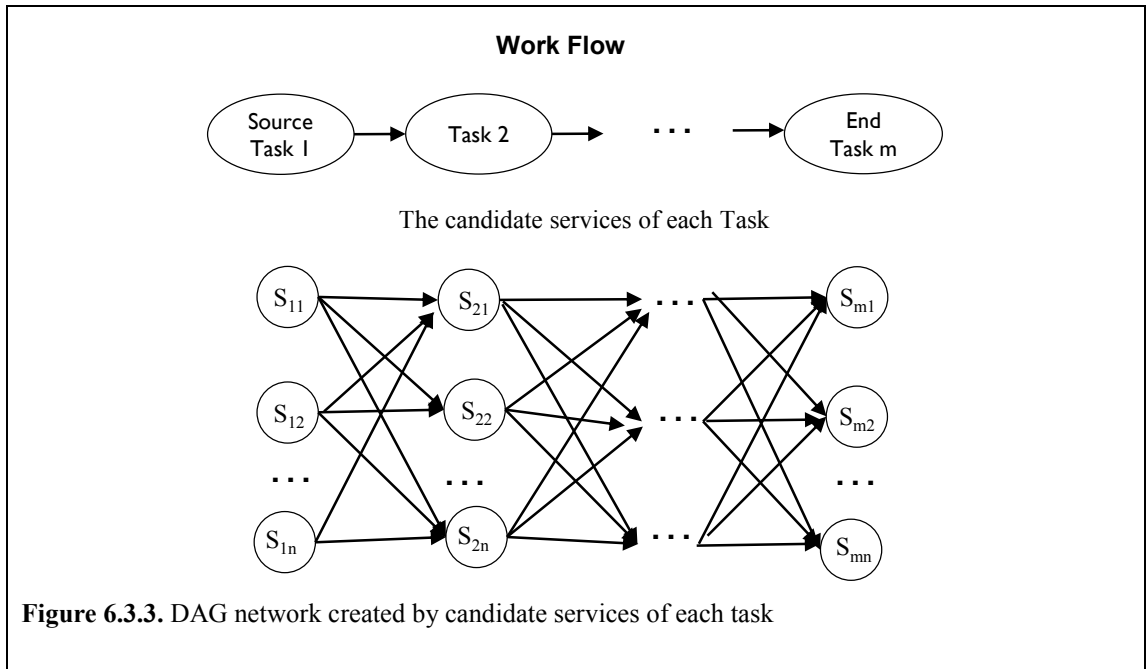 Work Flow
Source
Task 1
Task 2
...
End
Task m
The candidate services of each Task
S11 S21 ... Sm1
S12 S22 ... Sm2
... ... ...
S1n S2n ... Smn
Figure 6.3.3. DAG network created by candidate services of each task